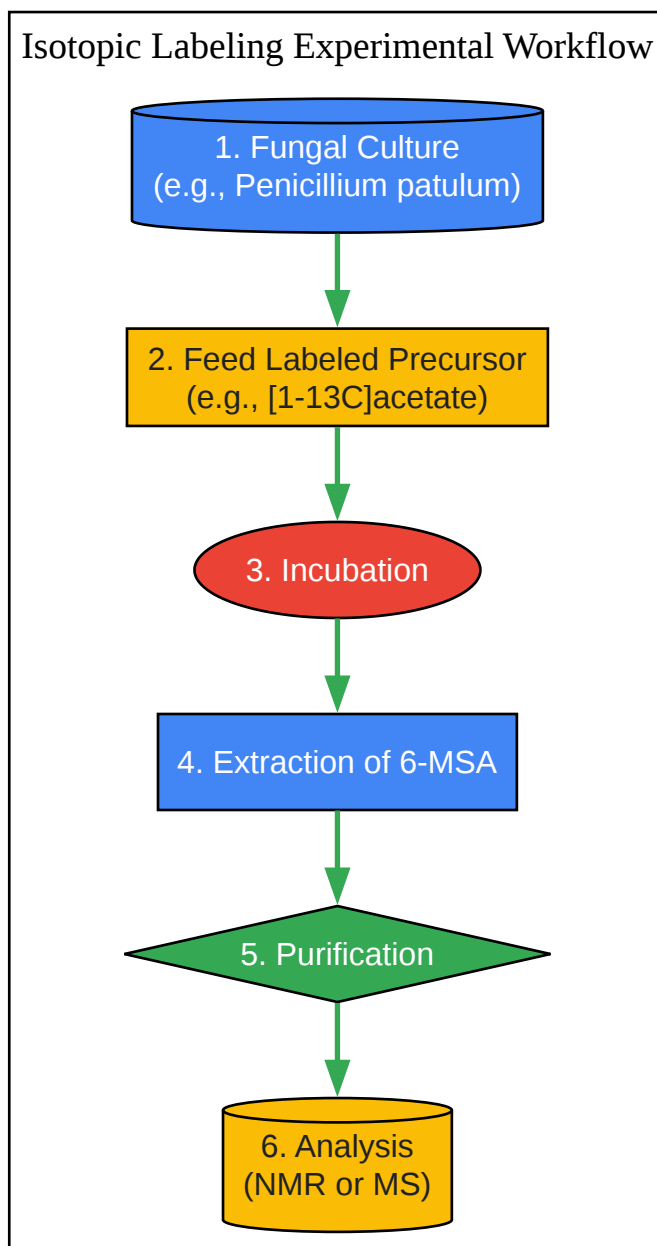 Isotopic Labeling Experimental Workflow
1. Fungal Culture
(e.g., Penicillium patulum)
2. Feed Labeled Precursor
(e.g., [1-13C]acetate)
3. Incubation
4. Extraction of 6-MSA
5. Purification
6. Analysis
(NMR or MS)